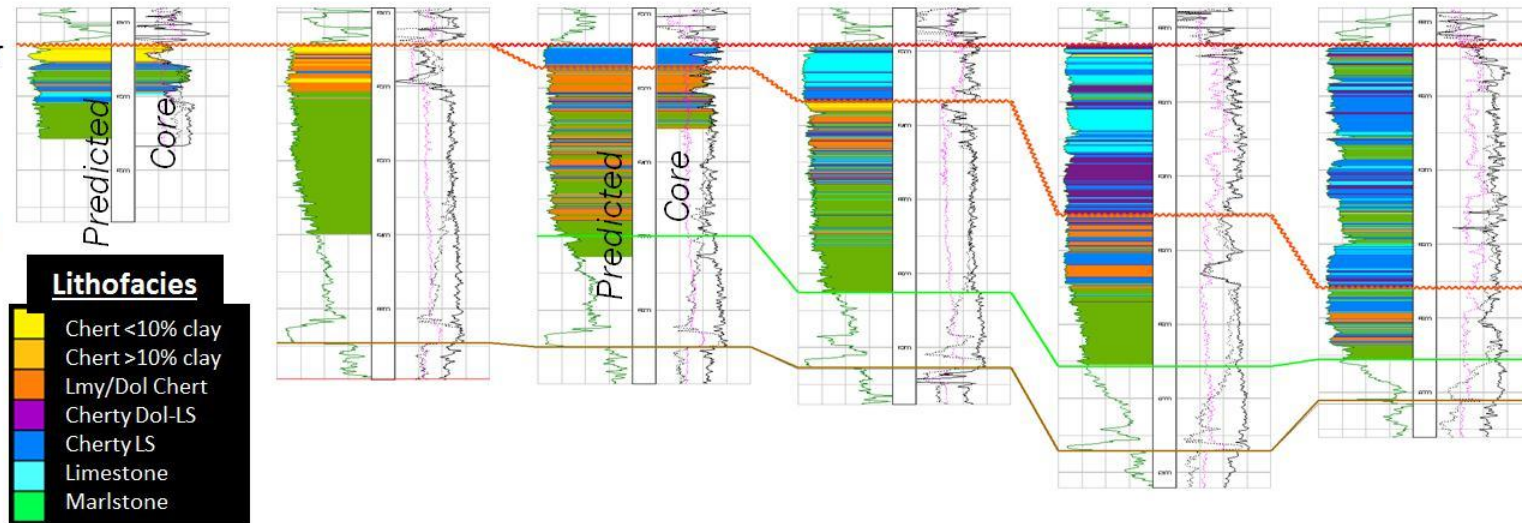 Predicted
Core
Predicted
Core
Lithofacies
Chert <10% clay
Chert >10% clay
Lmy/Dol Chert
Cherty Dol-LS
Cherty LS
Limestone
Marlstone